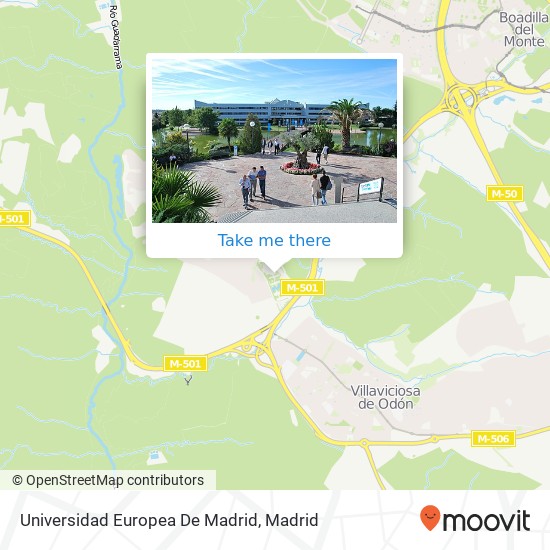 Río Guadarrama
Boadilla
del
Monte
M-50
M-501
Take me there
M-501
M-501
Villaviciosa
de Odón
M-506
© OpenStreetMap contributors
Universidad Europea De Madrid, Madrid
moovit